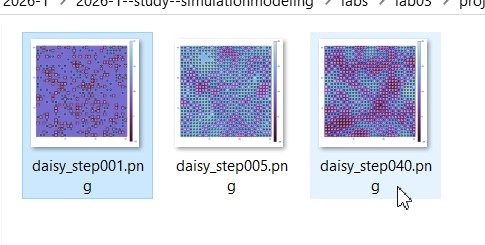 2026-1 › 2026-1--study--simulationmodeling › labs › lab03 › proj
daisy_step001.pn
g
daisy_step005.pn
g
daisy_step040.pn
g